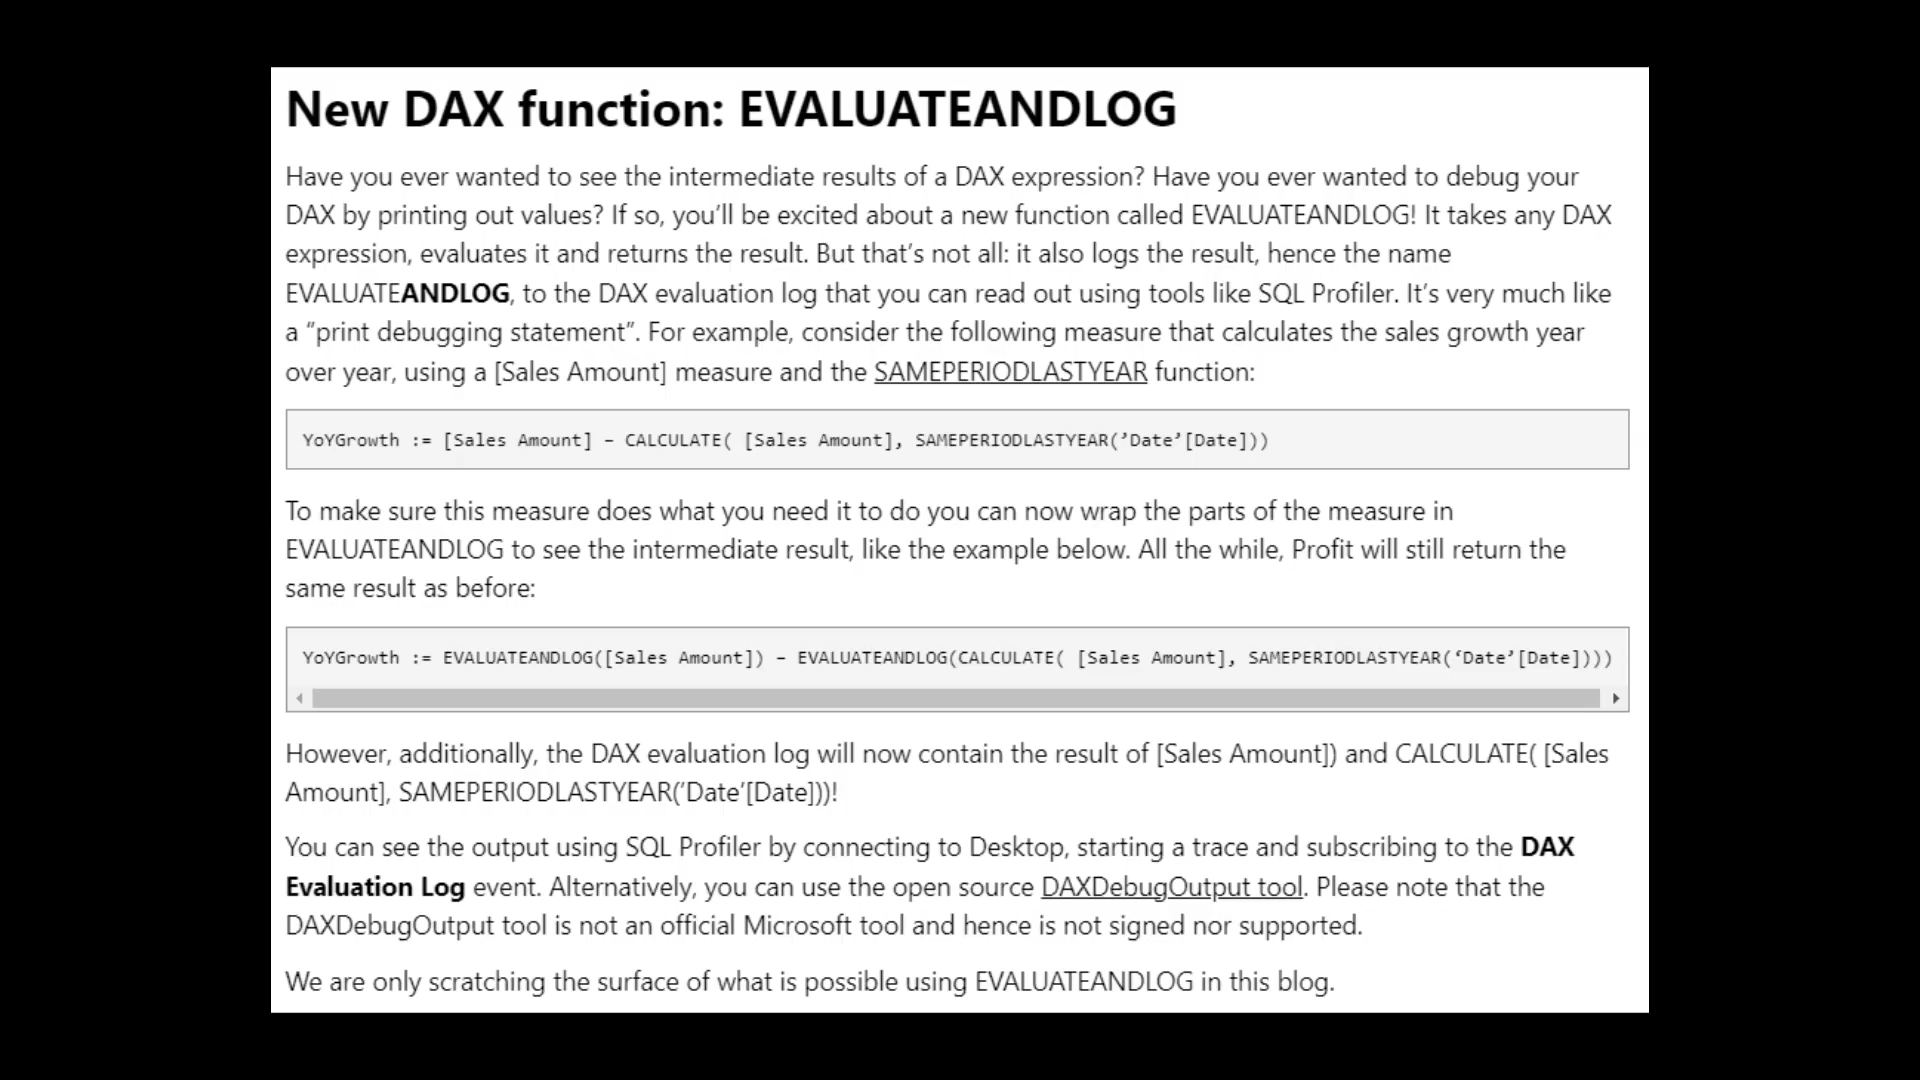 New DAX function: EVALUATEANDLOG
Have you ever wanted to see the intermediate results of a DAX expression? Have you ever wanted to debug your
DAX by printing out values? If so, you’ll be excited about a new function called EVALUATEANDLOG! It takes any DAX
expression, evaluates it and returns the result. But that’s not all: it also logs the result, hence the name
EVALUATEANDLOG, to the DAX evaluation log that you can read out using tools like SQL Profiler. It’s very much like
a “print debugging statement”. For example, consider the following measure that calculates the sales growth year
over year, using a [Sales Amount] measure and the SAMEPERIODLASTYEAR function:
YoYGrowth := [Sales Amount] – CALCULATE( [Sales Amount], SAMEPERIODLASTYEAR(’Date’[Date]))
To make sure this measure does what you need it to do you can now wrap the parts of the measure in
EVALUATEANDLOG to see the intermediate result, like the example below. All the while, Profit will still return the
same result as before:
YoYGrowth := EVALUATEANDLOG([Sales Amount]) – EVALUATEANDLOG(CALCULATE( [Sales Amount], SAMEPERIODLASTYEAR(‘Date’[Date])))
However, additionally, the DAX evaluation log will now contain the result of [Sales Amount]) and CALCULATE( [Sales
Amount], SAMEPERIODLASTYEAR(’Date’[Date]))!
You can see the output using SQL Profiler by connecting to Desktop, starting a trace and subscribing to the DAX
Evaluation Log event. Alternatively, you can use the open source DAXDebugOutput tool. Please note that the
DAXDebugOutput tool is not an official Microsoft tool and hence is not signed nor supported.
We are only scratching the surface of what is possible using EVALUATEANDLOG in this blog.